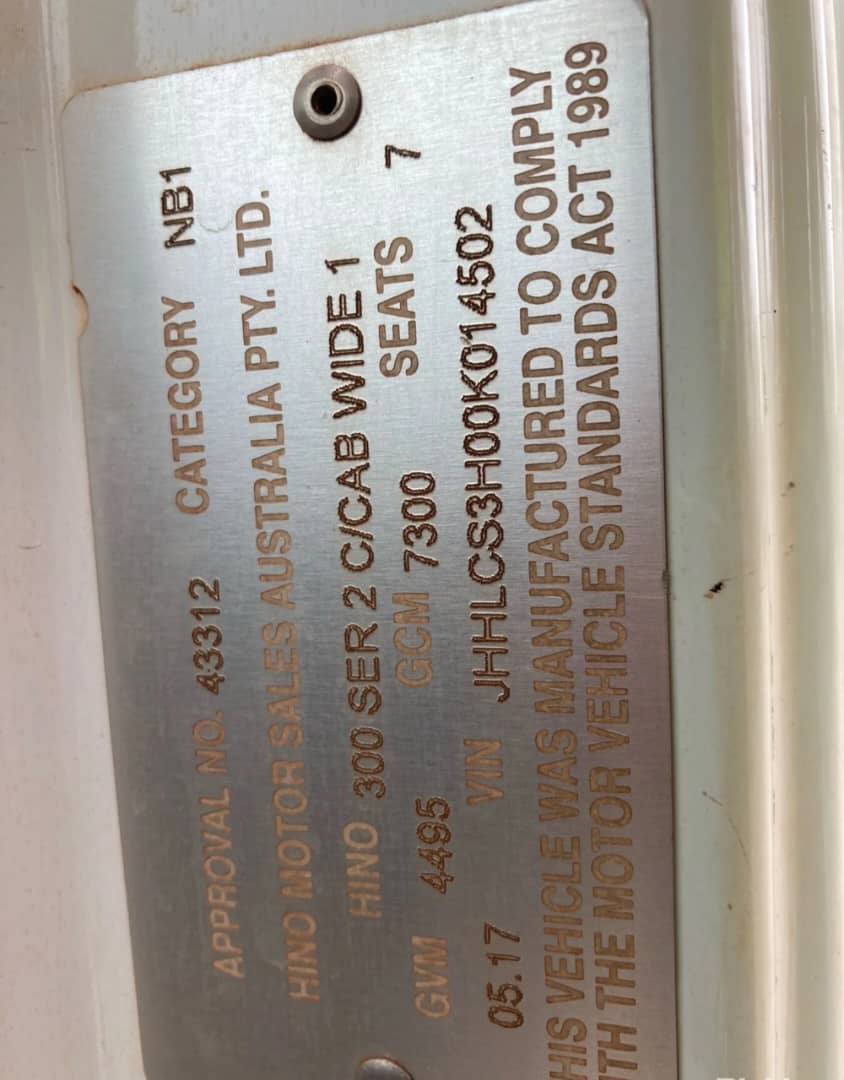 APPROVAL NO. 43312 CATEGORY NB1
HINO MOTOR SALES AUSTRALIA PTY. LTD.
HINO 300 SER 2 C/CAB WIDE 1
GVM 4495 GCM 7300 SEATS 7
05.17 VIN JHHLCS3H00K014502
HIS VEHICLE WAS MANUFACTURED TO COMPLY
ITH THE MOTOR VEHICLE STANDARDS ACT 1989